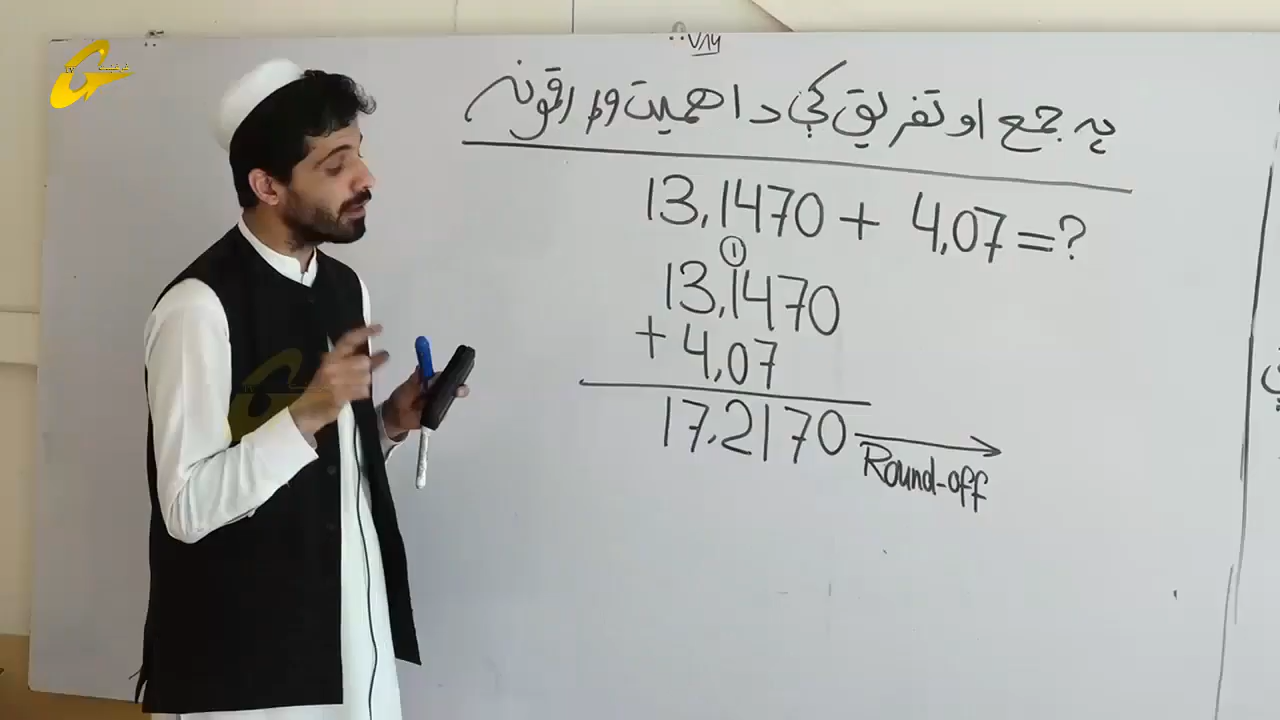 ۷۸۶
په جمع او تفریق کې د اهمیت وړ رقمونه
13,1470 + 4,07 = ?
1
13,1470
+ 4,07
17,2170
Round-off